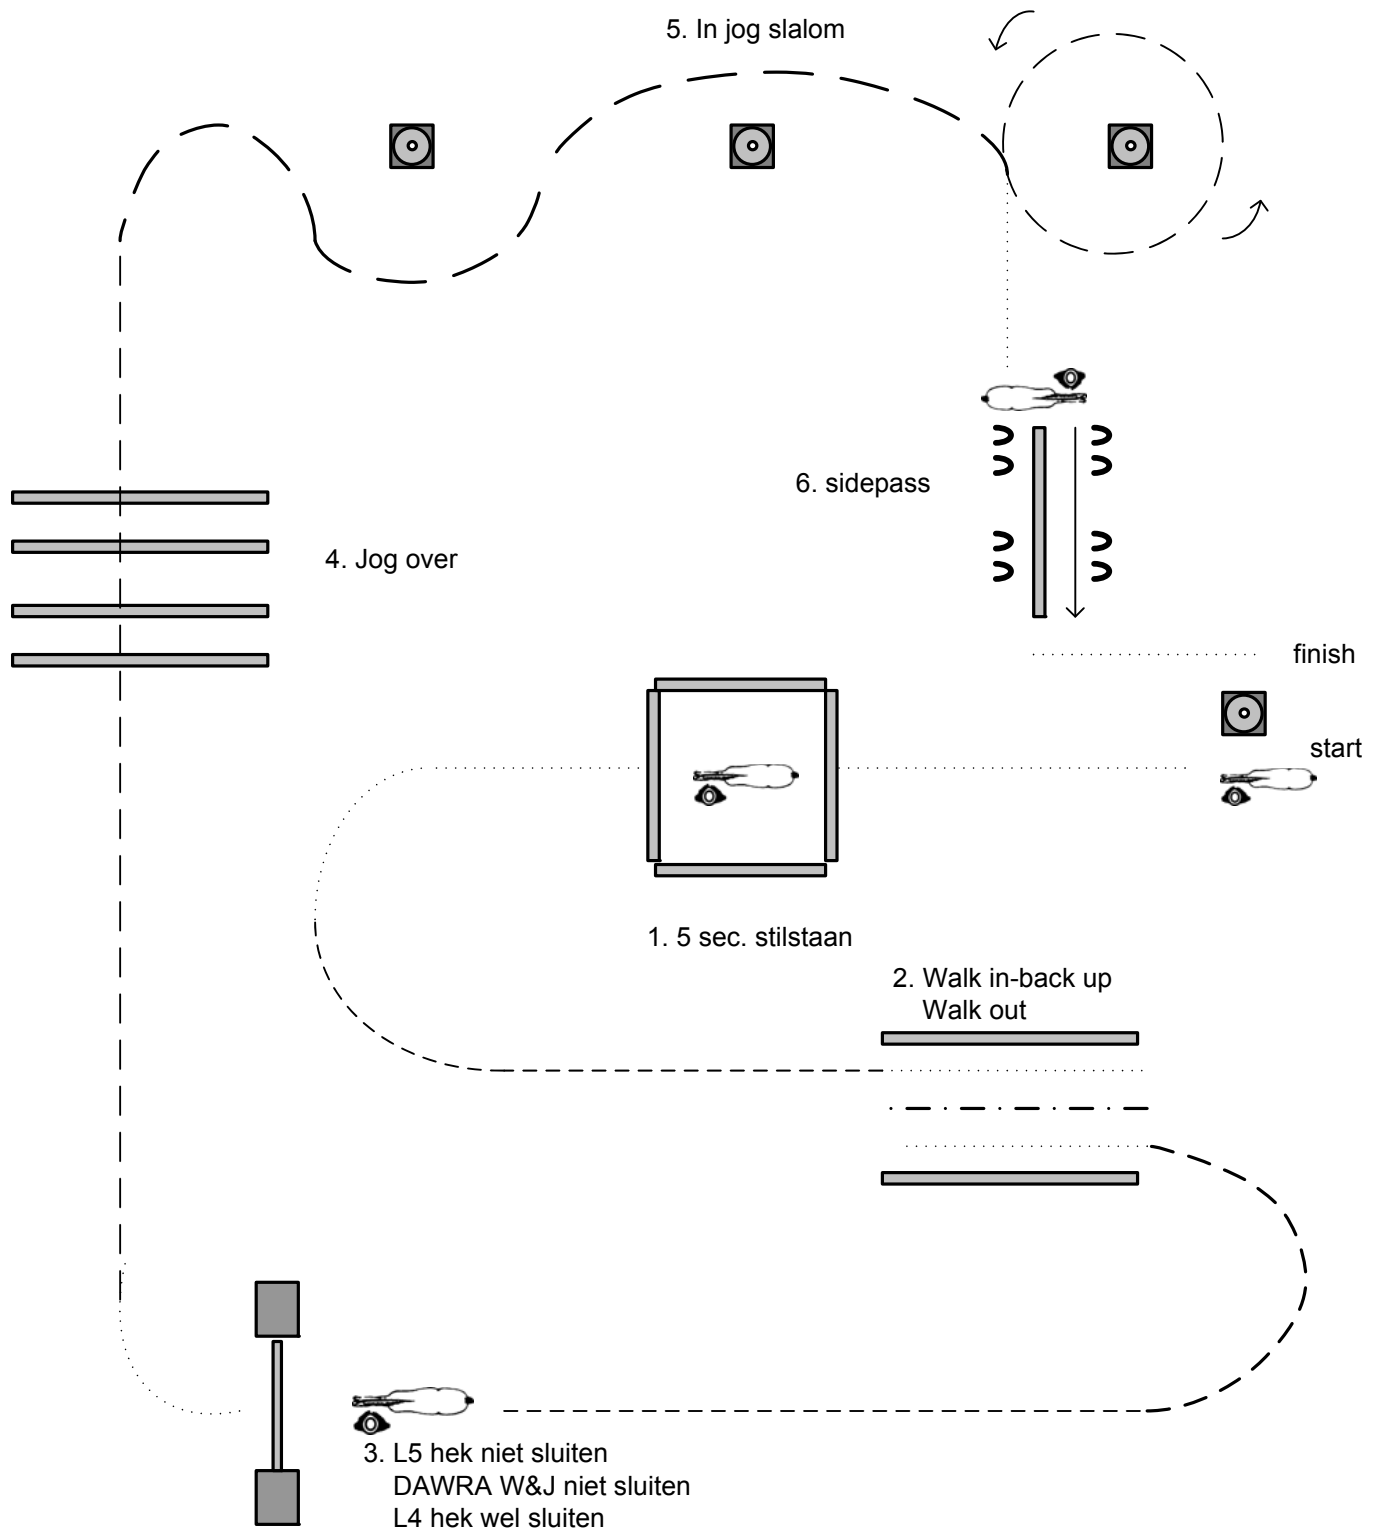 5. In jog slalom
6. sidepass
4. Jog over
finish
start
1. 5 sec. stilstaan
2. Walk in-back up
Walk out
3. L5 hek niet sluiten
DAWRA W&J niet sluiten
L4 hek wel sluiten